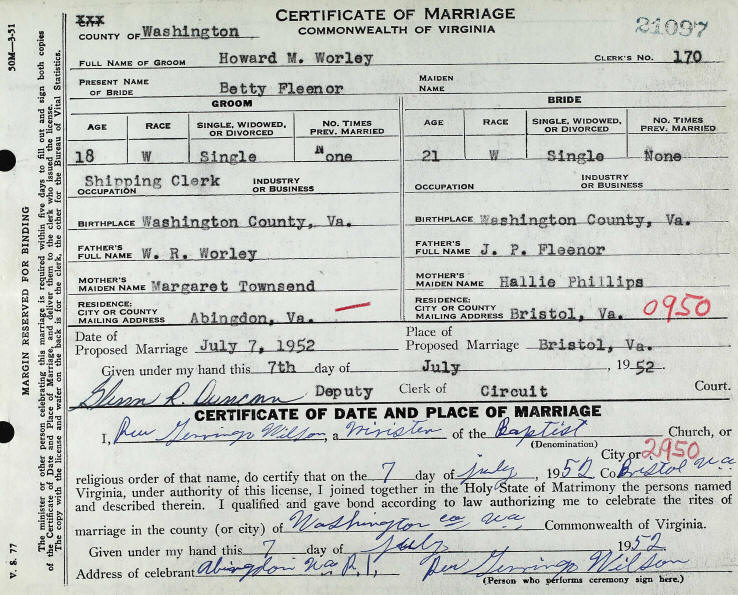 CERTIFICATE OF MARRIAGE
COMMONWEALTH OF VIRGINIA
21097
XXX
CITY
COUNTY OF Washington
FULL NAME OF GROOM Howard M. Worley CLERK'S NO. 170
PRESENT NAME OF BRIDE Betty Fleenor MAIDEN NAME
GROOM BRIDE
AGE RACE SINGLE, WIDOWED, OR DIVORCED NO. TIMES PREV. MARRIED AGE RACE SINGLE, WIDOWED, OR DIVORCED NO. TIMES PREV. MARRIED
18 W Single None 21 W Single None
Shipping Clerk
OCCUPATION INDUSTRY OR BUSINESS OCCUPATION INDUSTRY OR BUSINESS
BIRTHPLACE Washington County, Va. BIRTHPLACE Washington County, Va.
FATHER'S FULL NAME W. R. Worley FATHER'S FULL NAME J. P. Fleenor
MOTHER'S MAIDEN NAME Margaret Townsend MOTHER'S MAIDEN NAME Hallie Phillips
RESIDENCE: CITY OR COUNTY MAILING ADDRESS Abingdon, Va. RESIDENCE: CITY OR COUNTY MAILING ADDRESS Bristol, Va. 0950
Date of Proposed Marriage July 7, 1952 Place of Proposed Marriage Bristol, Va.
Given under my hand this 7th day of July, 1952.
Glenn R. Duncan Deputy Clerk of Circuit Court.
CERTIFICATE OF DATE AND PLACE OF MARRIAGE
I, Rev Jennings Wilson, a Minister of the Baptist Church, or
(Denomination)
City or 2950
religious order of that name, do certify that on the 7 day of July, 1952 Co Bristol Va
Virginia, under authority of this license, I joined together in the Holy State of Matrimony the persons named
and described therein. I qualified and gave bond according to law authorizing me to celebrate the rites of
marriage in the county (or city) of Washington co Va Commonwealth of Virginia.
Given under my hand this 7 day of July 1952
Address of celebrant Abingdon Va R.1, Rev Jennings Wilson
(Person who performs ceremony sign here.)
50M—3-51
MARGIN RESERVED FOR BINDING
V. S. 77
The minister or other person celebrating this marriage is required within five days to fill out and sign both copies
of the Certificate of Date and Place of Marriage, and deliver them to the clerk who issued the license.
The copy with the license and wafer on the back is for the clerk, the other for the Bureau of Vital Statistics.